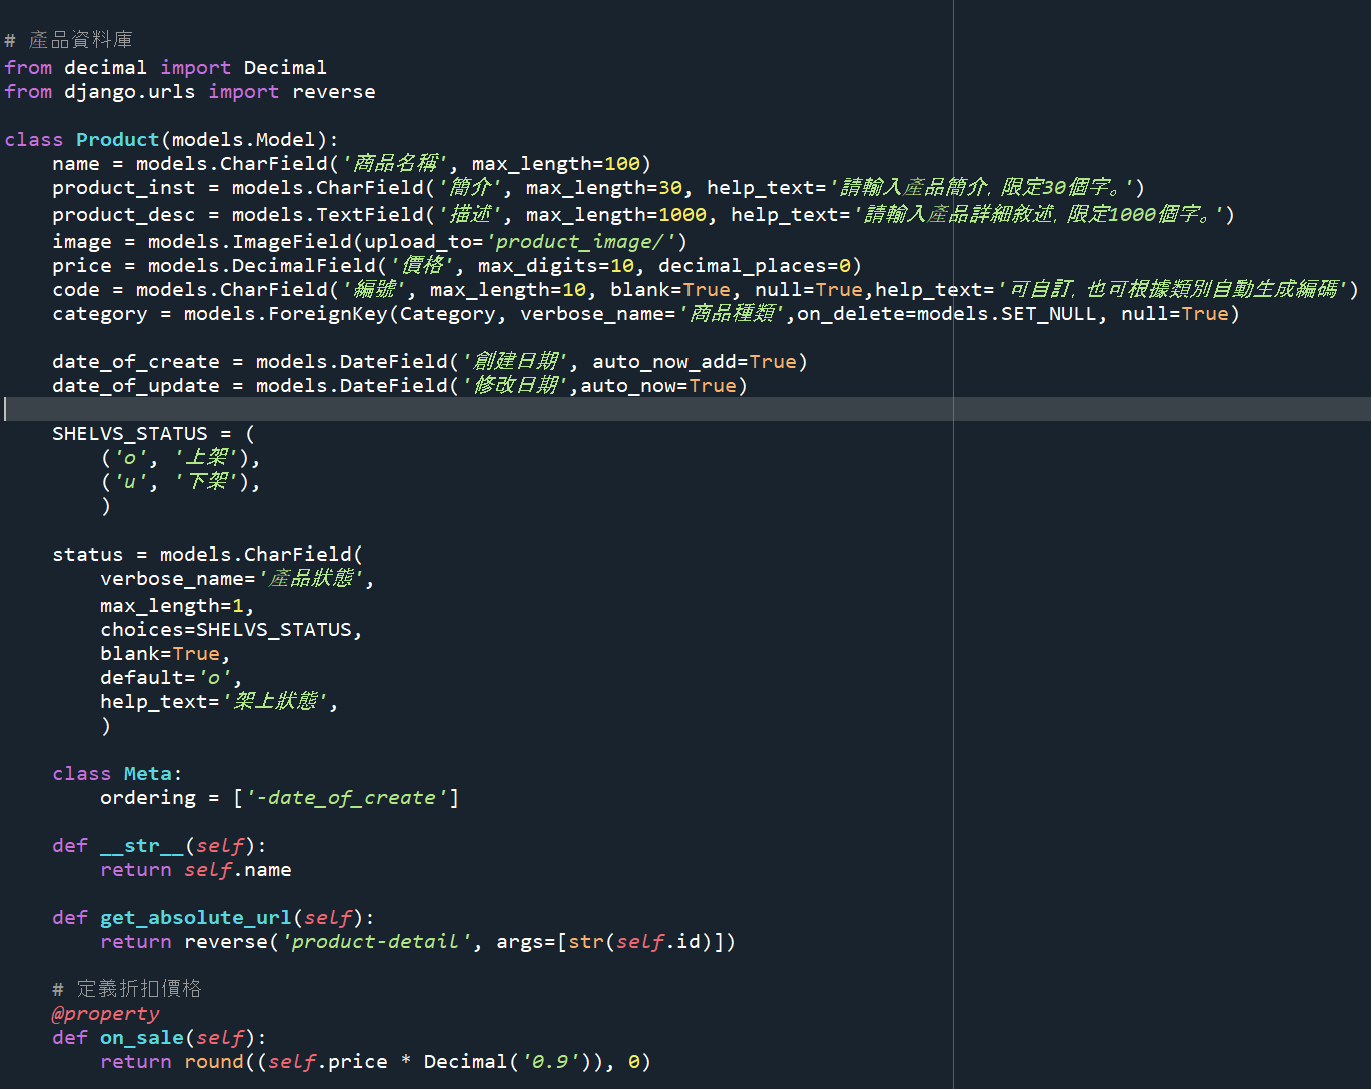 # 產品資料庫
from decimal import Decimal
from django.urls import reverse

class Product(models.Model):
    name = models.CharField('商品名稱', max_length=100)
    product_inst = models.CharField('簡介', max_length=30, help_text='請輸入產品簡介, 限定30個字。')
    product_desc = models.TextField('描述', max_length=1000, help_text='請輸入產品詳細敘述, 限定1000個字。')
    image = models.ImageField(upload_to='product_image/')
    price = models.DecimalField('價格', max_digits=10, decimal_places=0)
    code = models.CharField('編號', max_length=10, blank=True, null=True,help_text='可自訂, 也可根據類別自動生成編碼')
    category = models.ForeignKey(Category, verbose_name='商品種類',on_delete=models.SET_NULL, null=True)

    date_of_create = models.DateField('創建日期', auto_now_add=True)
    date_of_update = models.DateField('修改日期',auto_now=True)

    SHELVS_STATUS = (
        ('o', '上架'),
        ('u', '下架'),
        )

    status = models.CharField(
        verbose_name='產品狀態',
        max_length=1,
        choices=SHELVS_STATUS,
        blank=True,
        default='o',
        help_text='架上狀態',
        )

    class Meta:
        ordering = ['-date_of_create']

    def __str__(self):
        return self.name

    def get_absolute_url(self):
        return reverse('product-detail', args=[str(self.id)])

    # 定義折扣價格
    @property
    def on_sale(self):
        return round((self.price * Decimal('0.9')), 0)